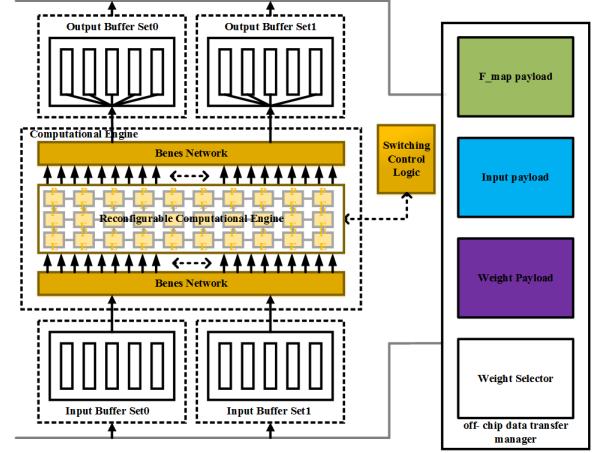 Output Buffer Set0
Output Buffer Set1
Computational Engine
Benes Network
Reconfigurable Computational Engine
Benes Network
Input Buffer Set0
Input Buffer Set1
Switching
Control
Logic
F_map payload
Input payload
Weight Payload
Weight Selector
off- chip data transfer
manager